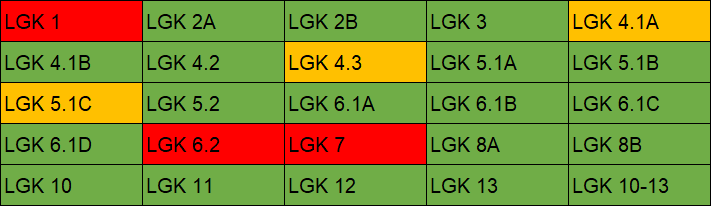 LGK 1 LGK 2A LGK 2B LGK 3 LGK 4.1A
LGK 4.1B LGK 4.2 LGK 4.3 LGK 5.1A LGK 5.1B
LGK 5.1C LGK 5.2 LGK 6.1A LGK 6.1B LGK 6.1C
LGK 6.1D LGK 6.2 LGK 7 LGK 8A LGK 8B
LGK 10 LGK 11 LGK 12 LGK 13 LGK 10-13